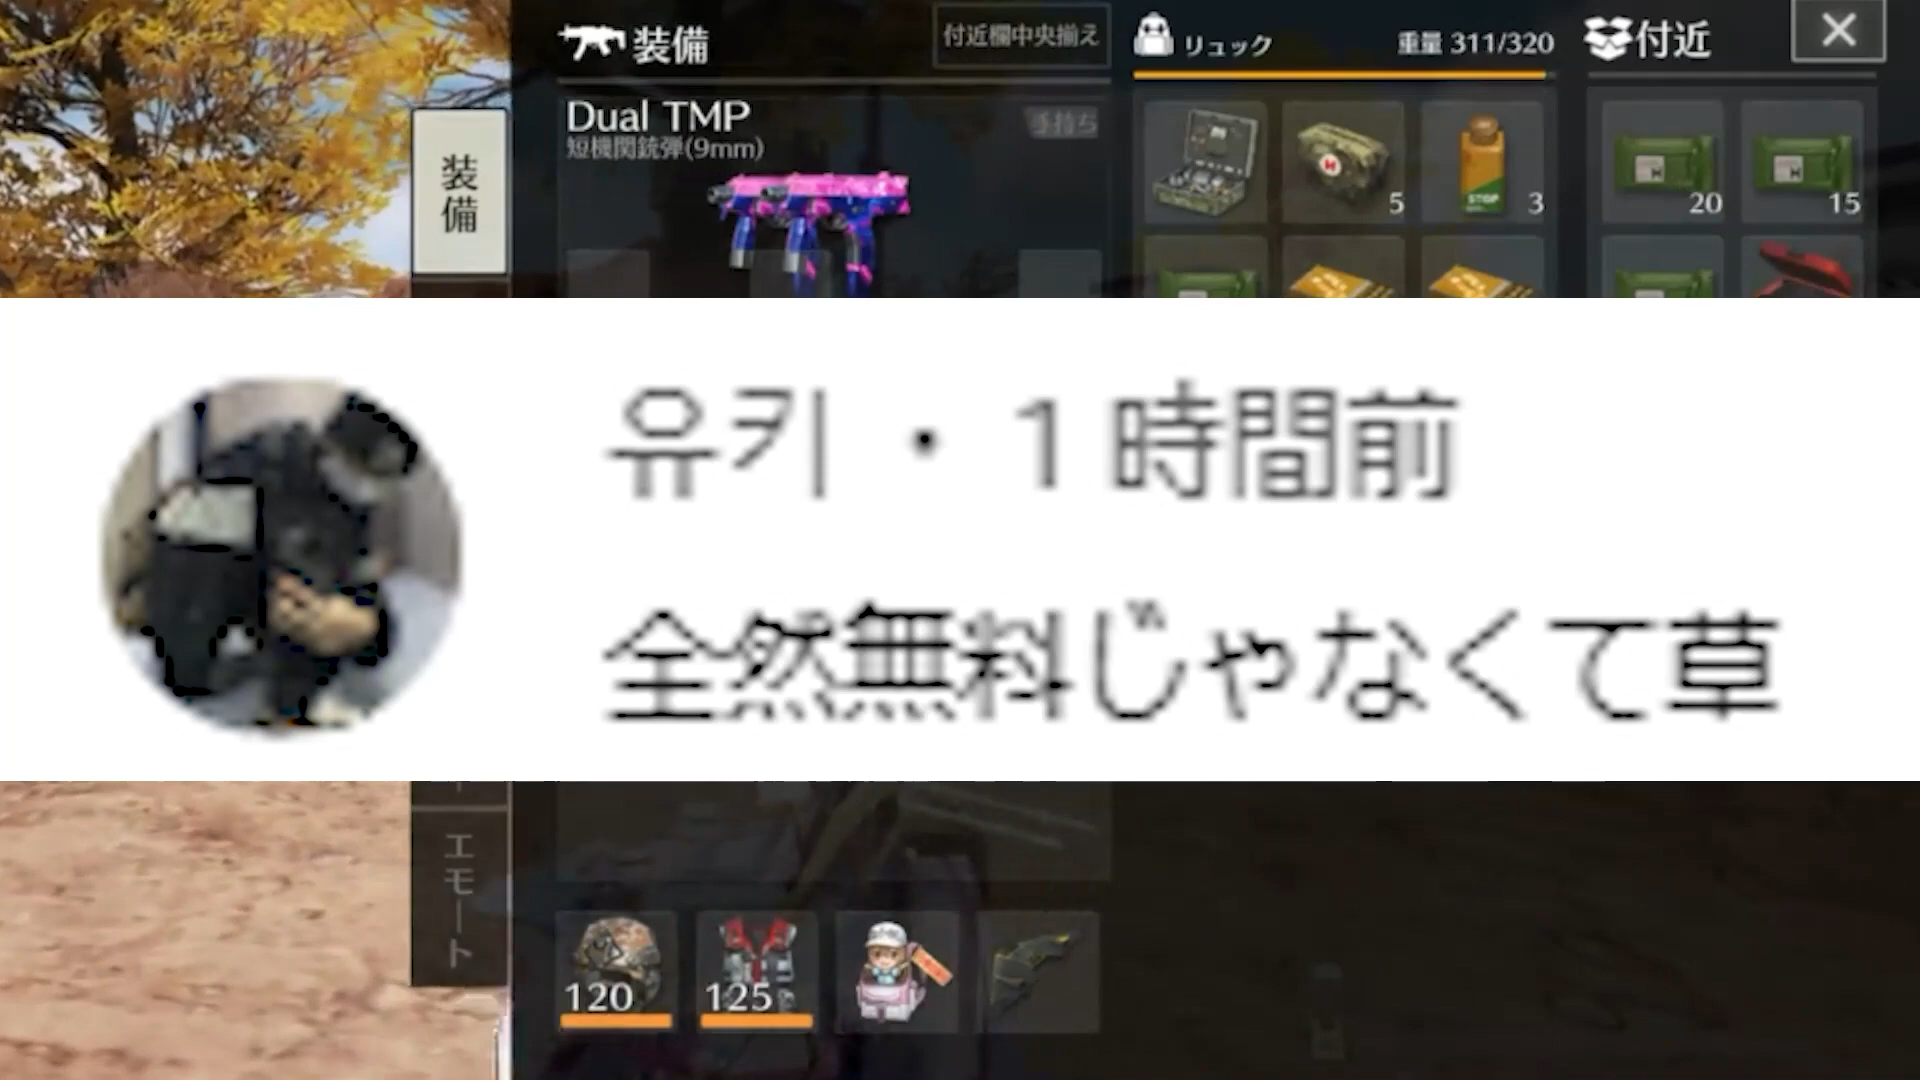 装備
付近欄中央揃え
リュック
重量 311/320
付近
Dual TMP
手持ち
短機関銃弾(9mm)
装備
STOP
5
3
20
15
유키 ・ 1 時間前
全然無料じゃなくて草
エモート
120
125